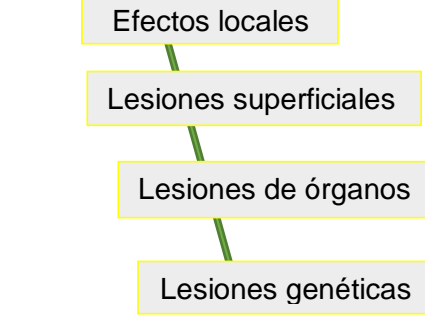 Efectos locales
Lesiones superficiales
Lesiones de órganos
Lesiones genéticas